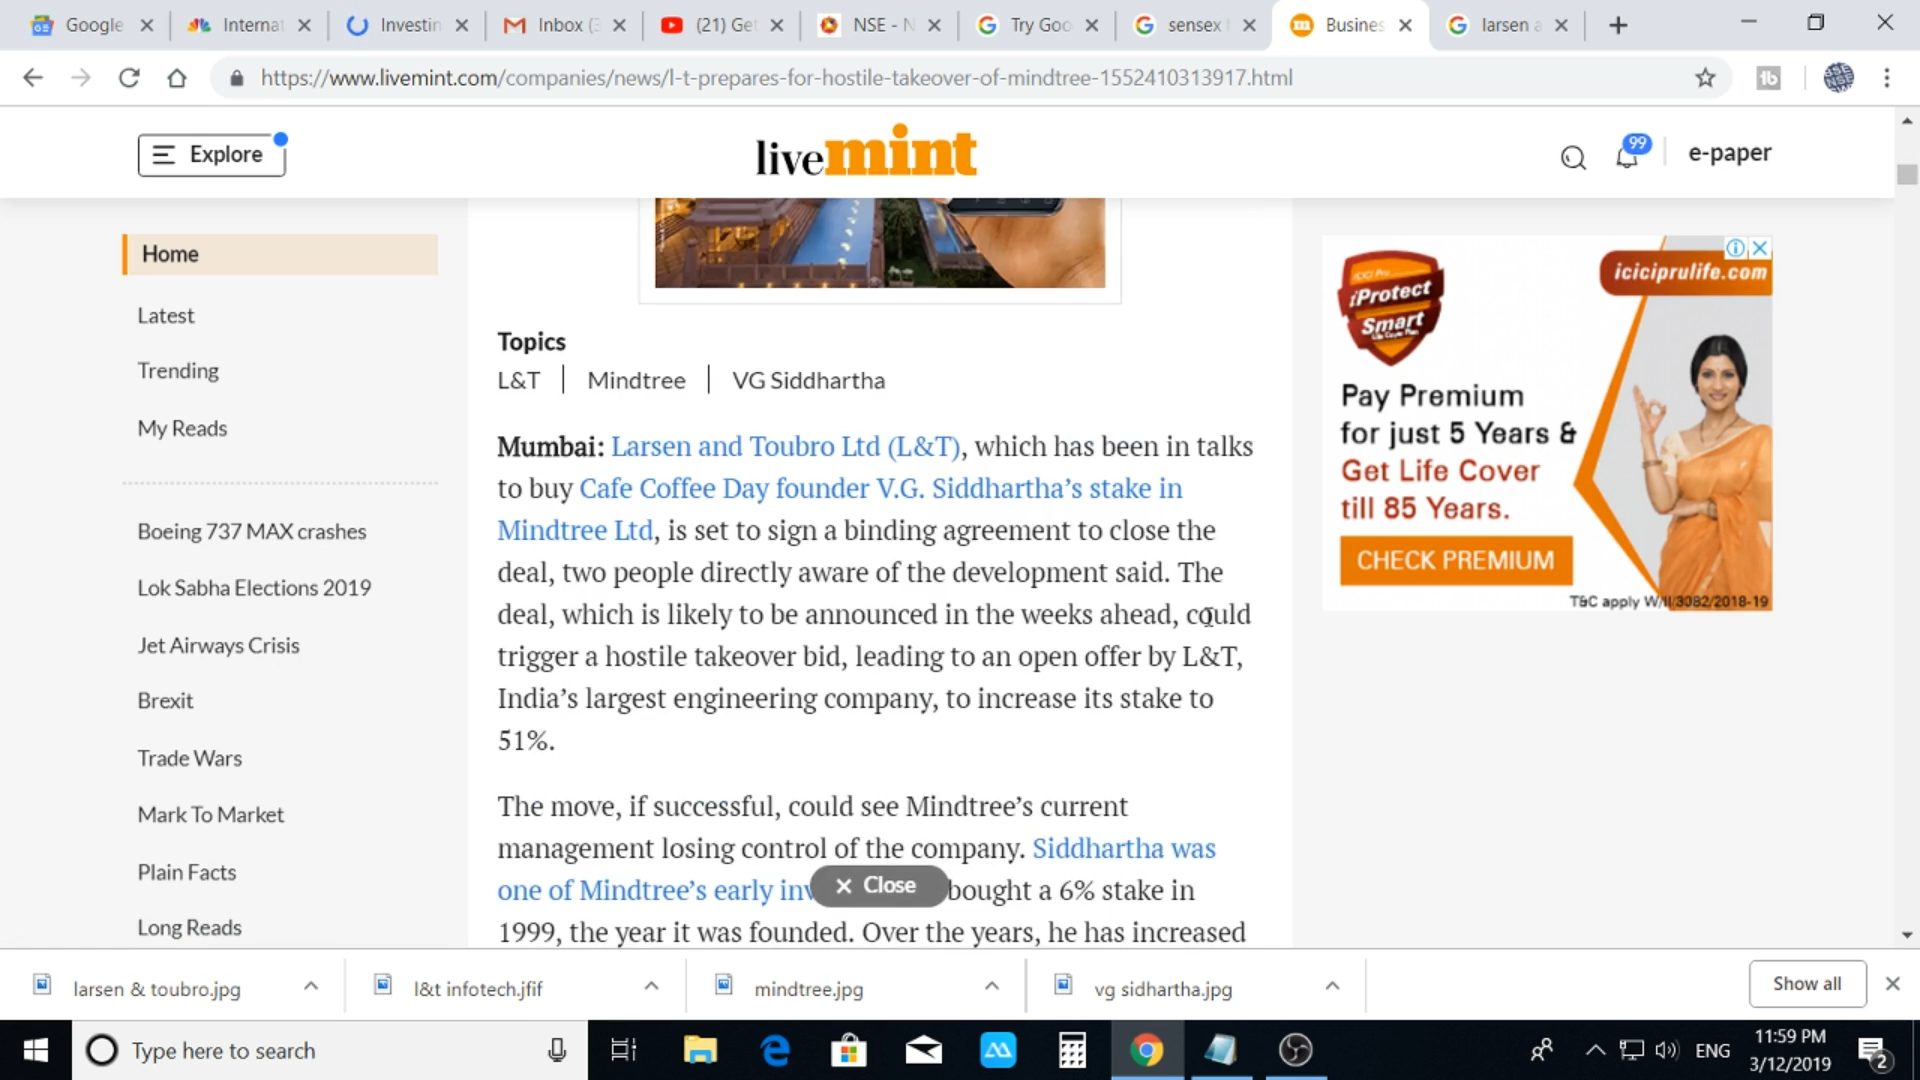 Google
Internat
Investin
Inbox (3
(21) Get
NSE - N
Try Goo
sensex
Busines
larsen a
https://www.livemint.com/companies/news/l-t-prepares-for-hostile-takeover-of-mindtree-1552410313917.html
Explore
livemint
99
e-paper
Home
Latest
Trending
My Reads
Boeing 737 MAX crashes
Lok Sabha Elections 2019
Jet Airways Crisis
Brexit
Trade Wars
Mark To Market
Plain Facts
Long Reads
Topics
L&T | Mindtree | VG Siddhartha
Mumbai: Larsen and Toubro Ltd (L&T), which has been in talks
to buy Cafe Coffee Day founder V.G. Siddhartha’s stake in
Mindtree Ltd, is set to sign a binding agreement to close the
deal, two people directly aware of the development said. The
deal, which is likely to be announced in the weeks ahead, could
trigger a hostile takeover bid, leading to an open offer by L&T,
India’s largest engineering company, to increase its stake to
51%.
The move, if successful, could see Mindtree’s current
management losing control of the company. Siddhartha was
one of Mindtree’s early inv bought a 6% stake in
Close
1999, the year it was founded. Over the years, he has increased
iciciprulife.com
ICICI Pru
iProtect
Smart
Pay Premium
for just 5 Years &
Get Life Cover
till 85 Years.
CHECK PREMIUM
T&C apply W/II/3082/2018-19
larsen & toubro.jpg
l&t infotech.jfif
mindtree.jpg
vg sidhartha.jpg
Show all
Type here to search
ENG
11:59 PM
3/12/2019
2